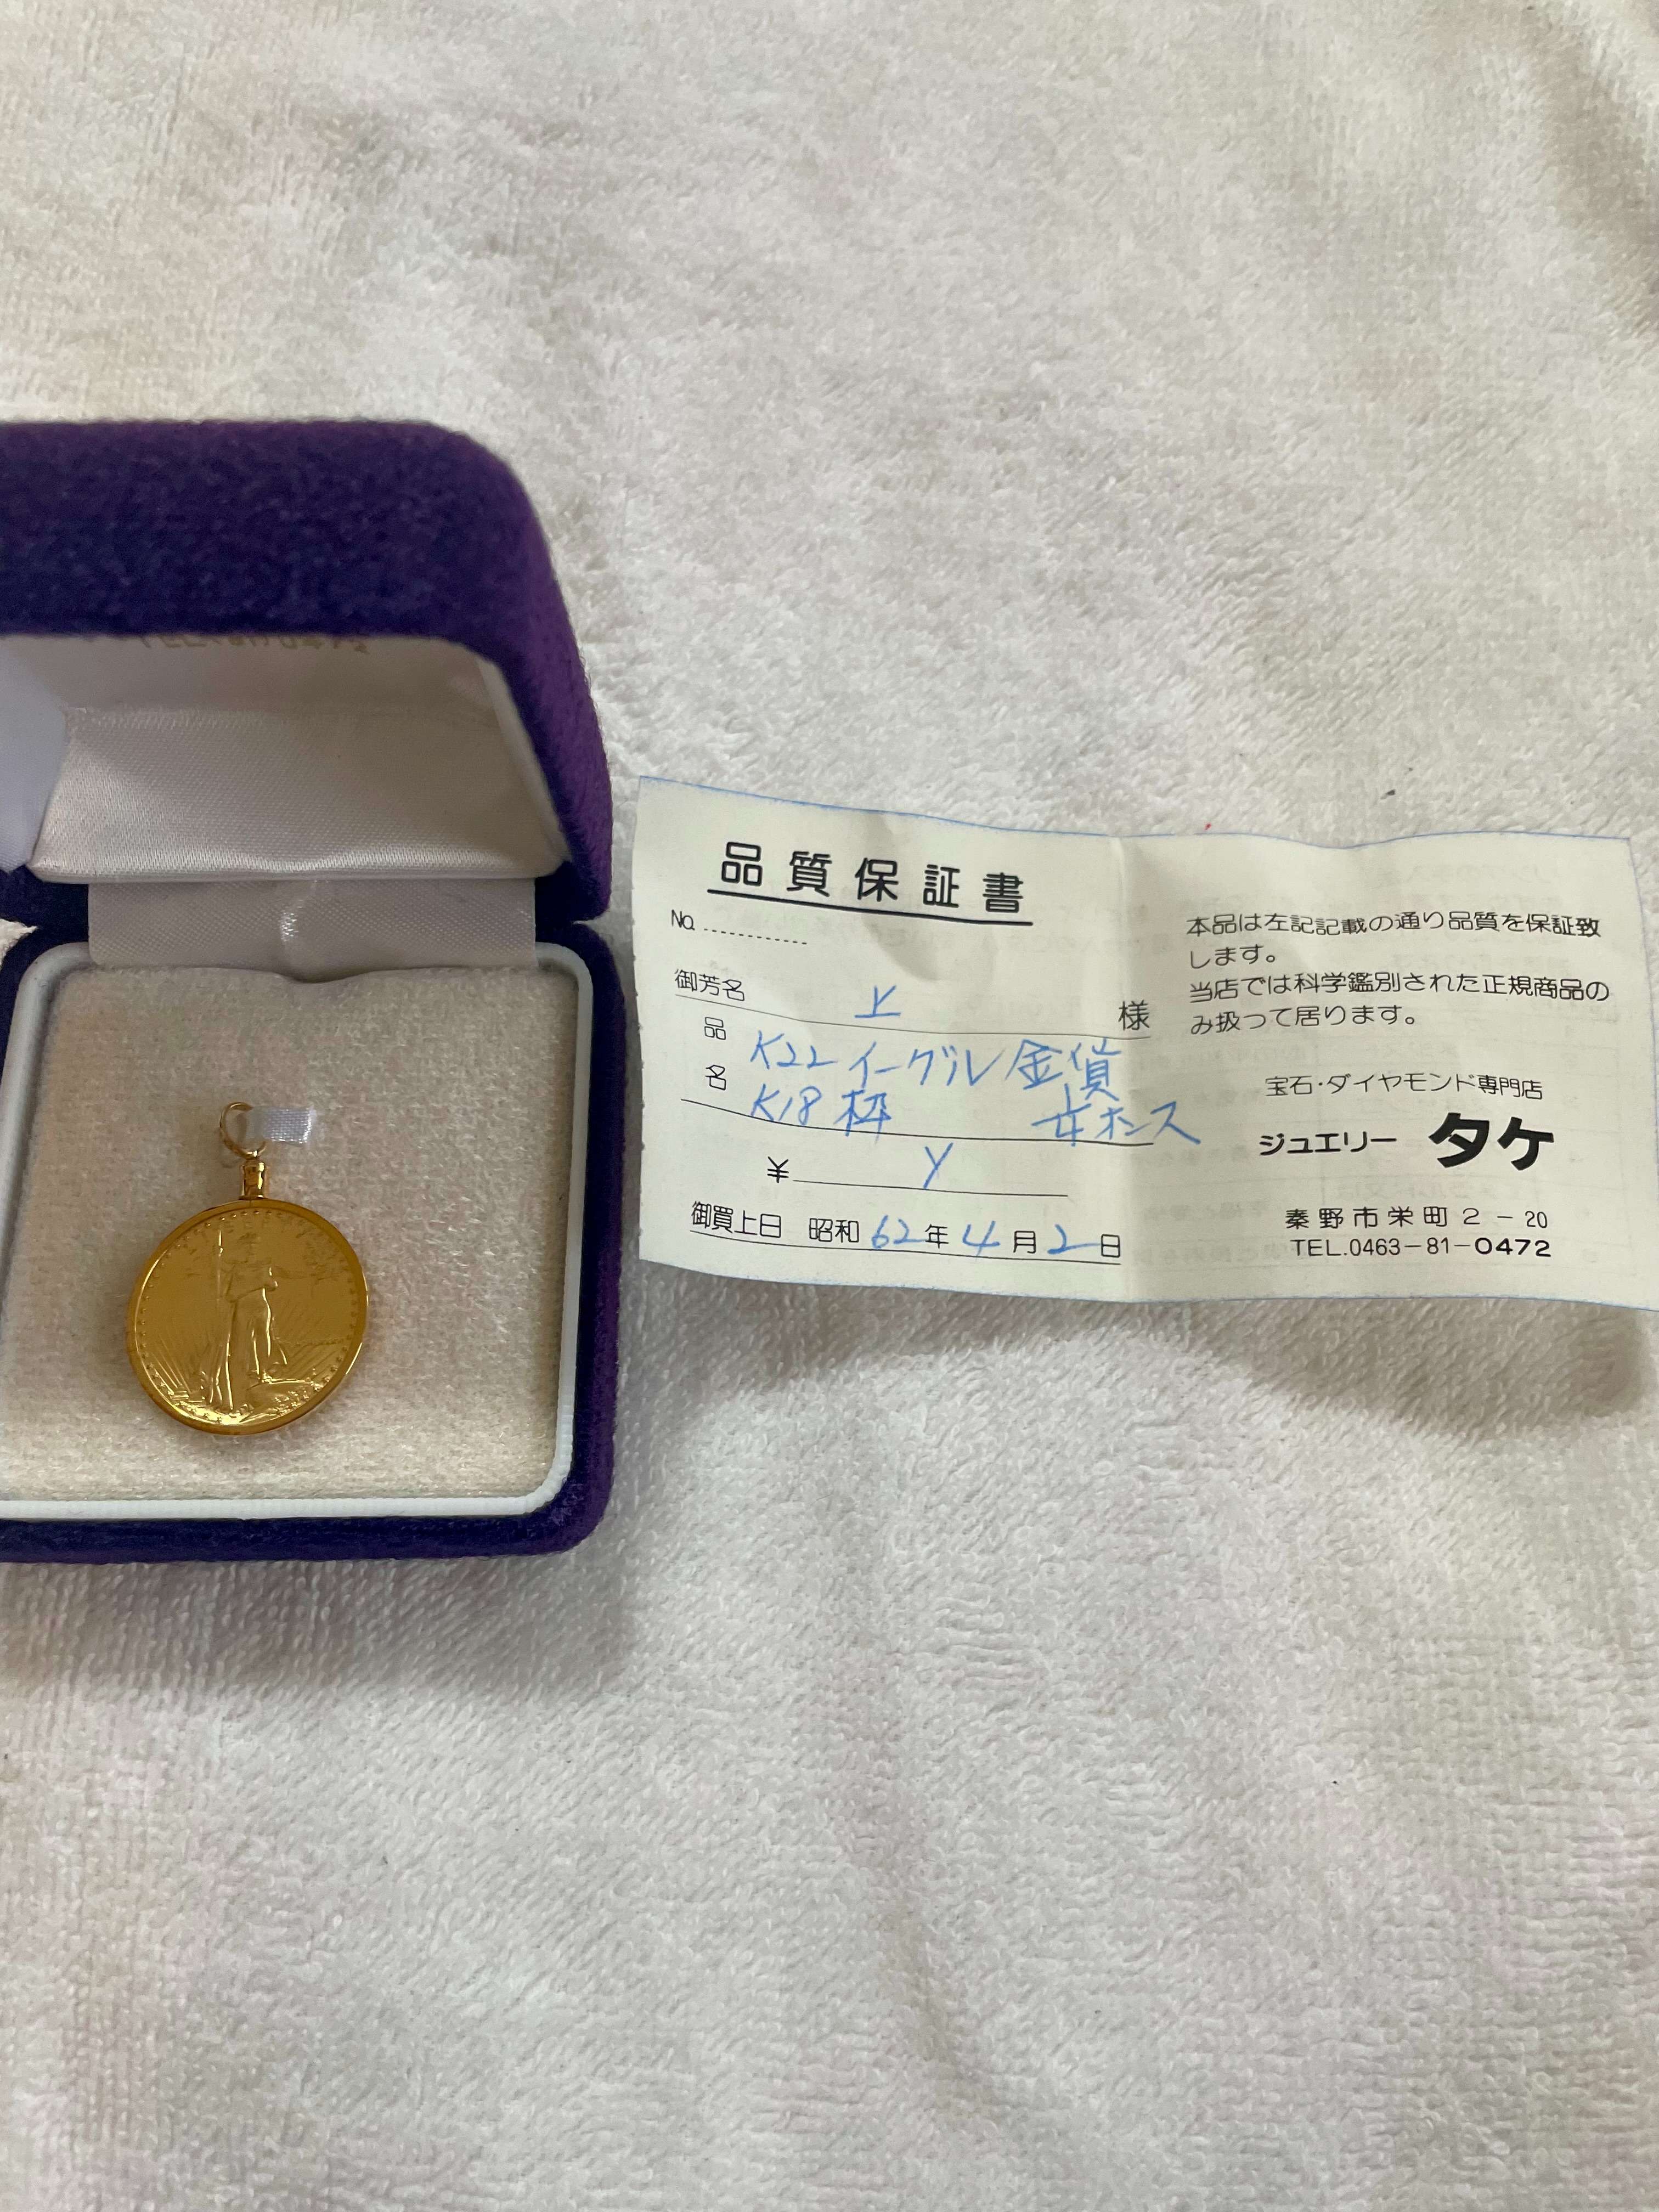 品質保証書
No.
御芳名 上 様
品名 K22 イーグル金貨
K18 枠
¥
御買上日 昭和62年4月2日
本品は左記記載の通り品質を保証致
します。
当店では科学鑑別された正規商品の
み扱って居ります。
宝石・ダイヤモンド専門店
ジュエリー タケ
秦野市栄町2-20
TEL.0463-81-0472